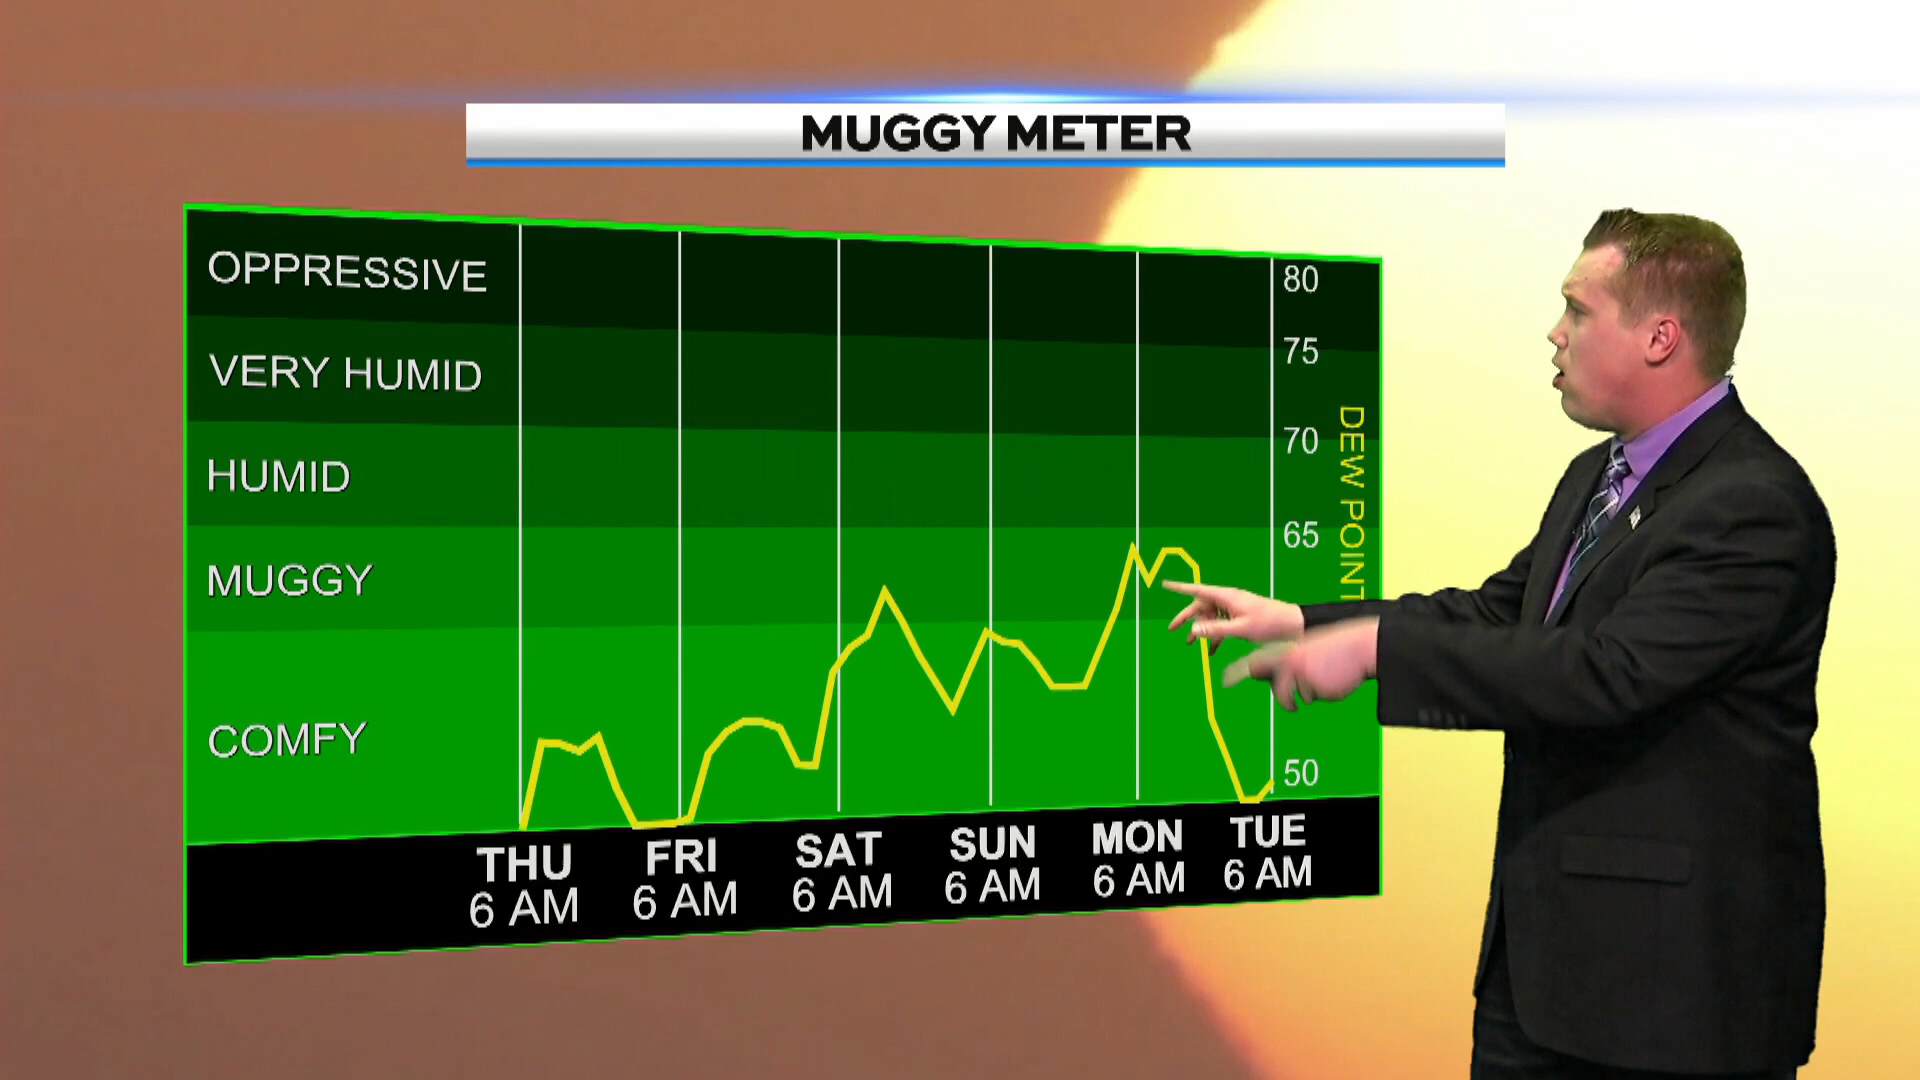 MUGGY METER
OPPRESSIVE
VERY HUMID
HUMID
MUGGY
COMFY
80
75
70
65
50
DEW POINT
THU
6 AM
FRI
6 AM
SAT
6 AM
SUN
6 AM
MON
6 AM
TUE
6 AM